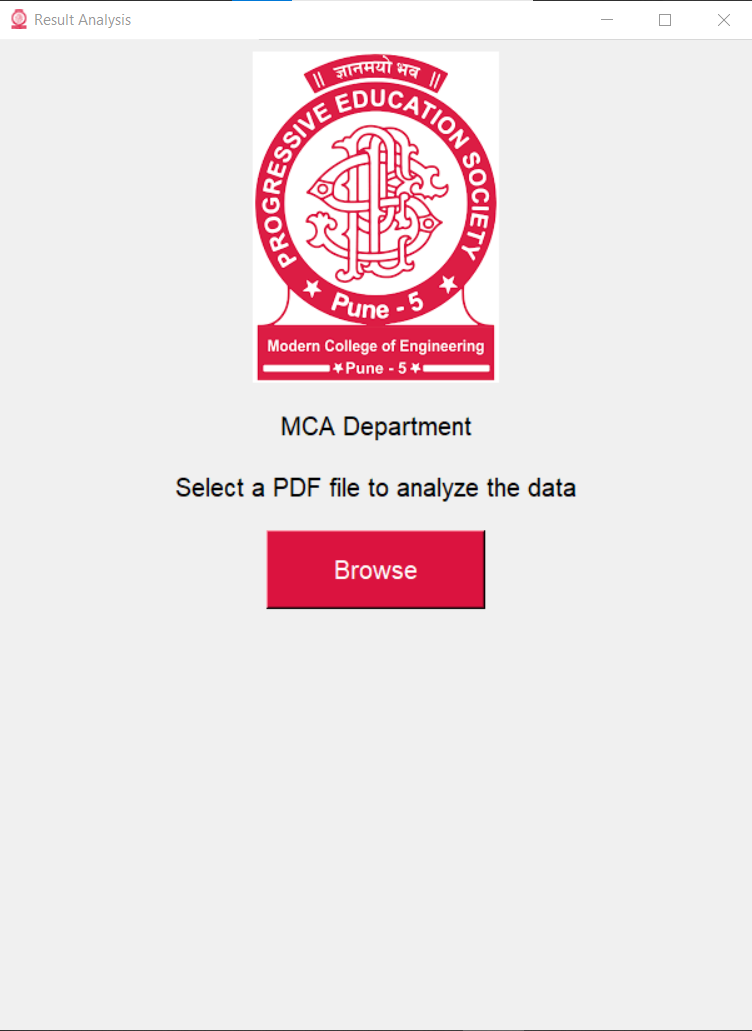 Result Analysis
॥ ज्ञानमयो भव ॥
PROGRESSIVE EDUCATION SOCIETY
★ Pune - 5 ★
Modern College of Engineering
★Pune - 5★
MCA Department
Select a PDF file to analyze the data
Browse